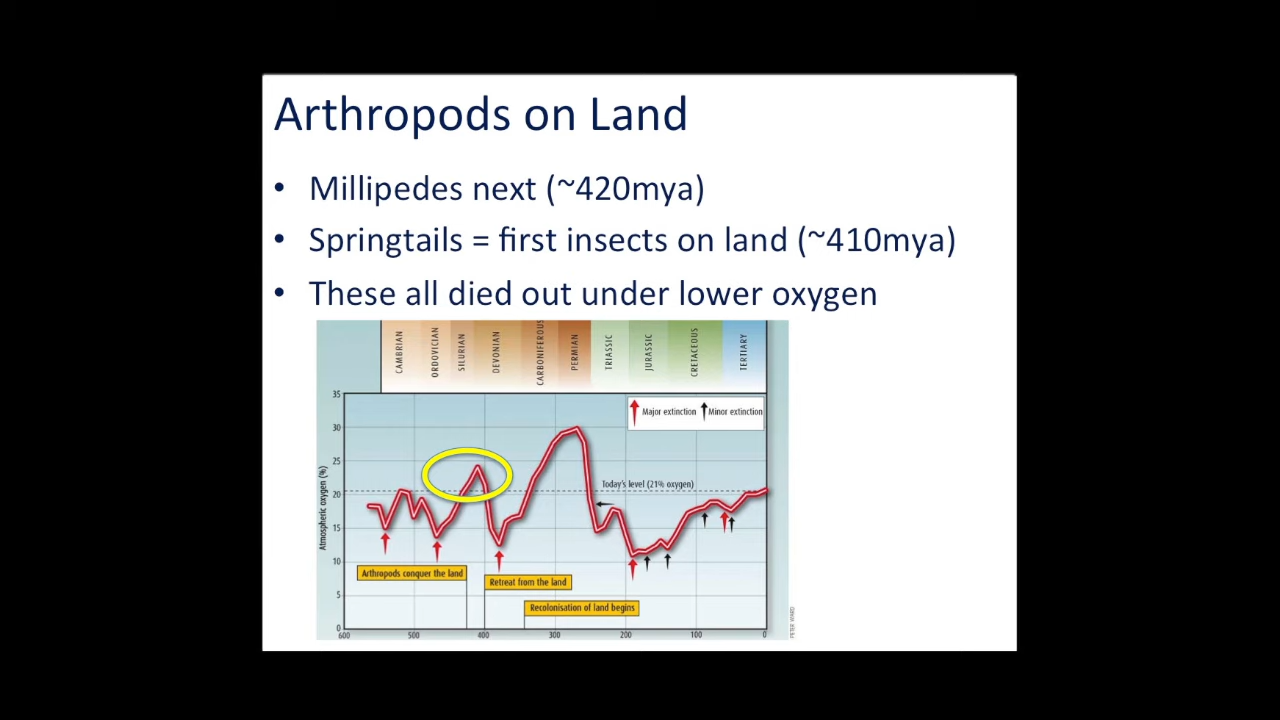 Arthropods on Land
• Millipedes next (~420mya)
• Springtails = first insects on land (~410mya)
• These all died out under lower oxygen
CAMBRIAN
ORDOVICIAN
SILURIAN
DEVONIAN
CARBONIFEROUS
PERMIAN
TRIASSIC
JURASSIC
CRETACEOUS
TERTIARY
35
30
25
20
15
10
5
0
Atmospheric oxygen (%)
Major extinction
Minor extinction
Today's level (21% oxygen)
Arthropods conquer the land
Retreat from the land
Recolonisation of land begins
600
500
400
300
200
100
0
PETER WARD